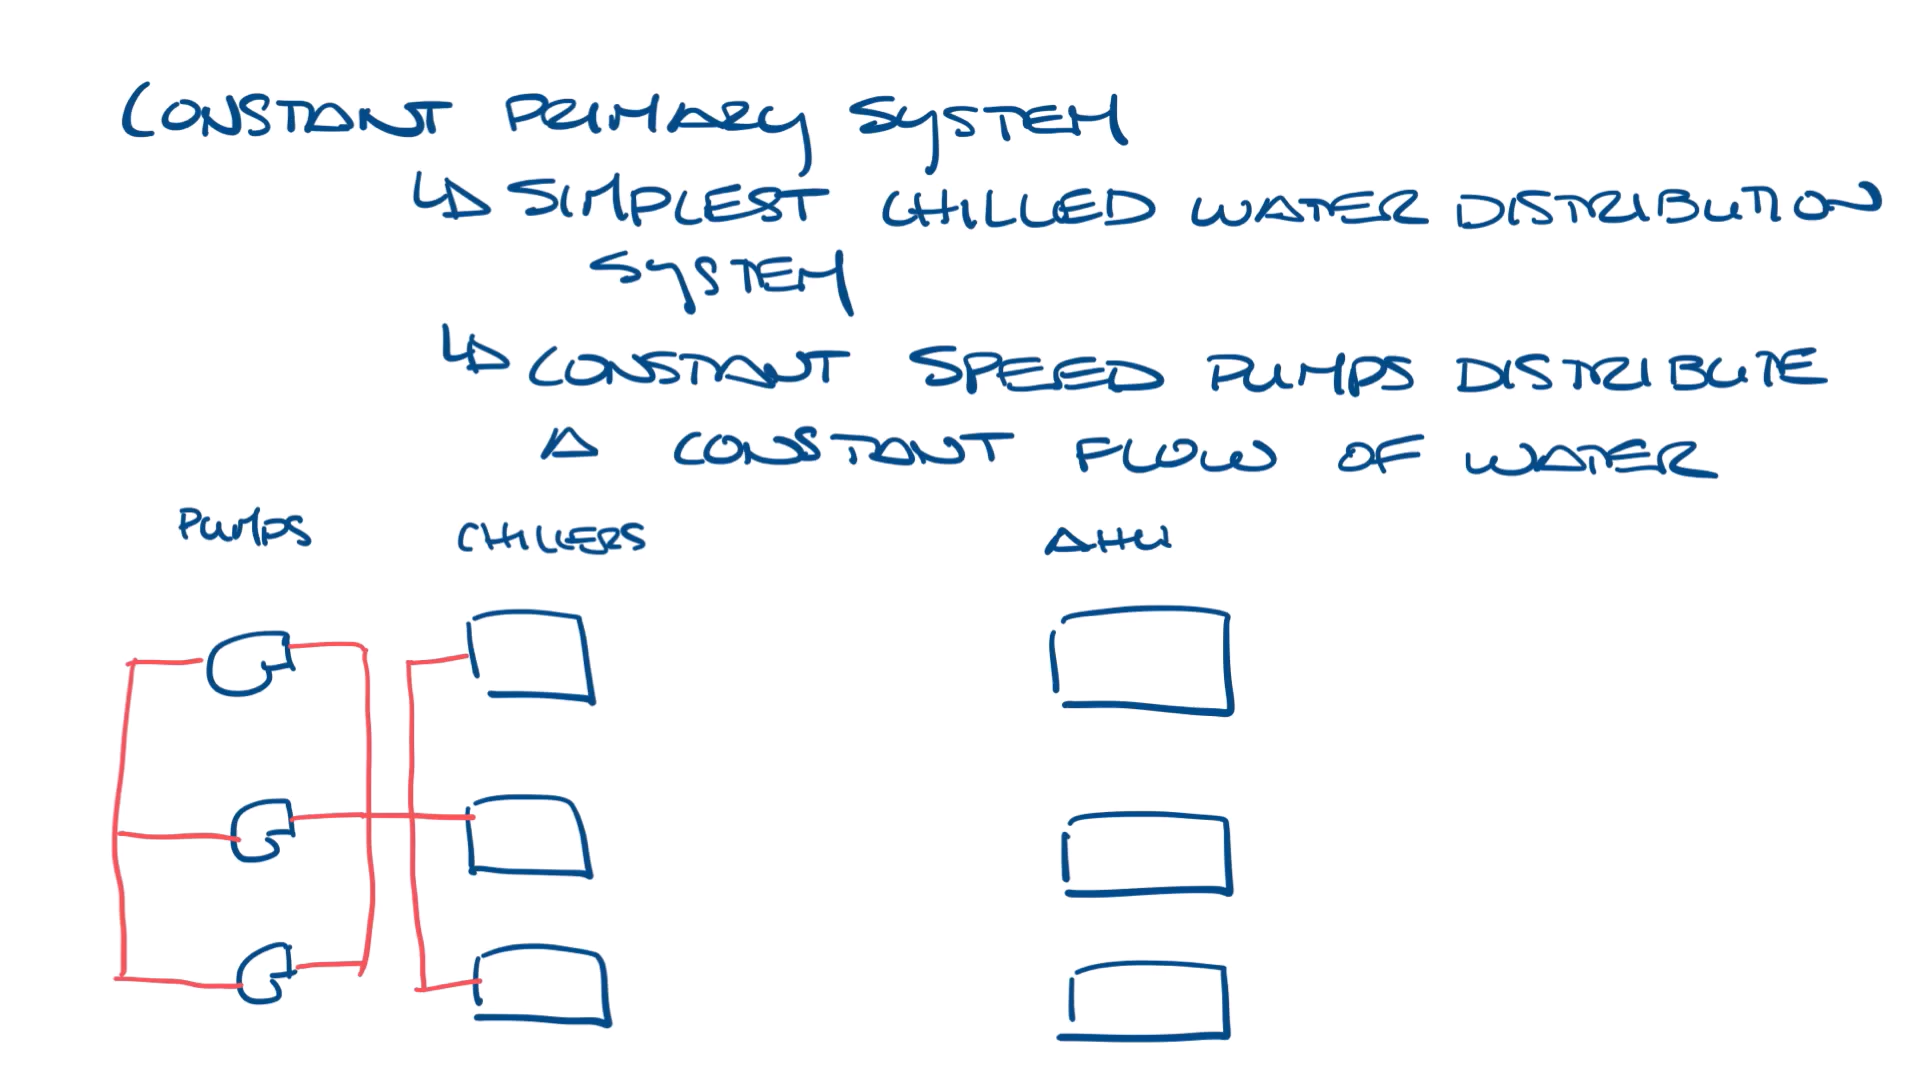 CONSTANT PRIMARY SYSTEM
↳ SIMPLEST CHILLED WATER DISTRIBUTION
SYSTEM
↳ CONSTANT SPEED PUMPS DISTRIBUTE
A CONSTANT FLOW OF WATER
PUMPS CHILLERS AHU